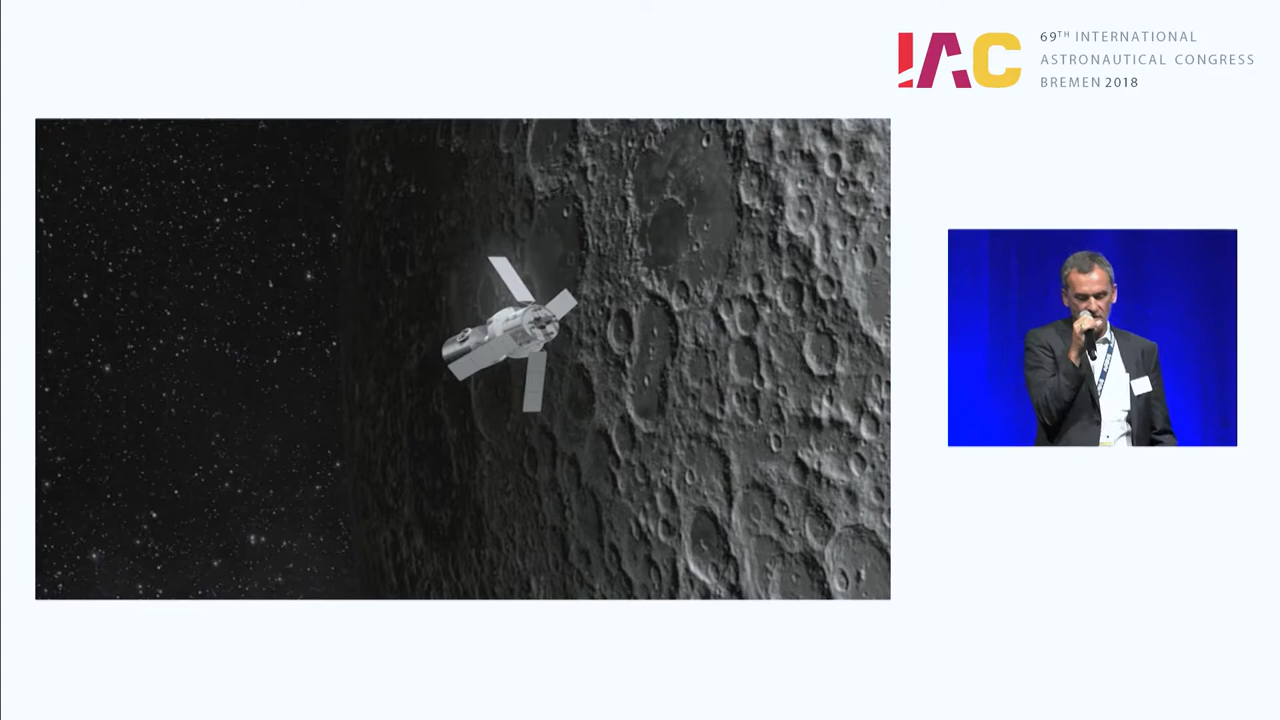 IAC
69TH INTERNATIONAL
ASTRONAUTICAL CONGRESS
BREMEN 2018